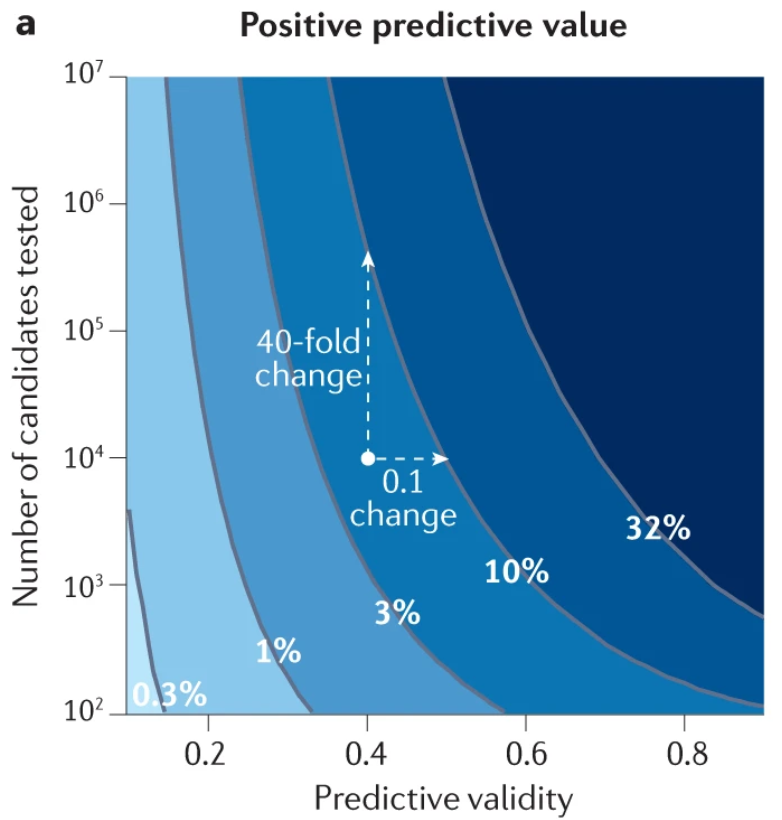 a
Positive predictive value
Number of candidates tested
10⁷
10⁶
10⁵
10⁴
10³
10²
40-fold
change
0.1
change
32%
10%
3%
1%
0.3%
0.2
0.4
0.6
0.8
Predictive validity